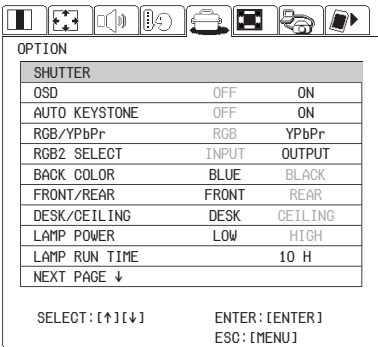 OPTION
SHUTTER
OSD OFF ON
AUTO KEYSTONE OFF ON
RGB/YPbPr RGB YPbPr
RGB2 SELECT INPUT OUTPUT
BACK COLOR BLUE BLACK
FRONT/REAR FRONT REAR
DESK/CEILING DESK CEILING
LAMP POWER LOW HIGH
LAMP RUN TIME 10 H
NEXT PAGE ↓
SELECT:[↑][↓] ENTER:[ENTER]
ESC:[MENU]